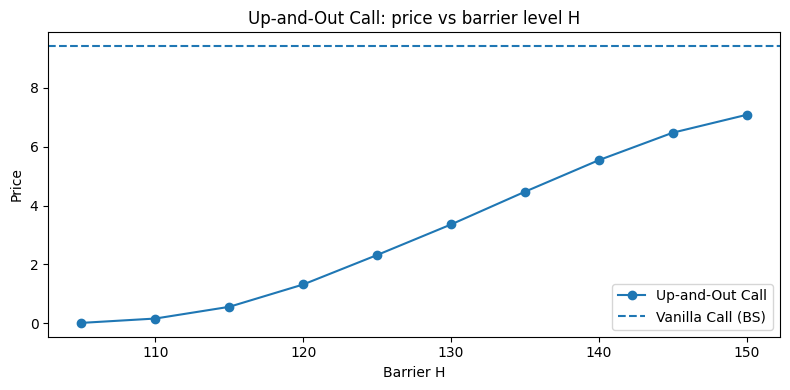 Up-and-Out Call: price vs barrier level H
Price
8
6
4
2
0
110
120
130
140
150
Barrier H
Up-and-Out Call
Vanilla Call (BS)